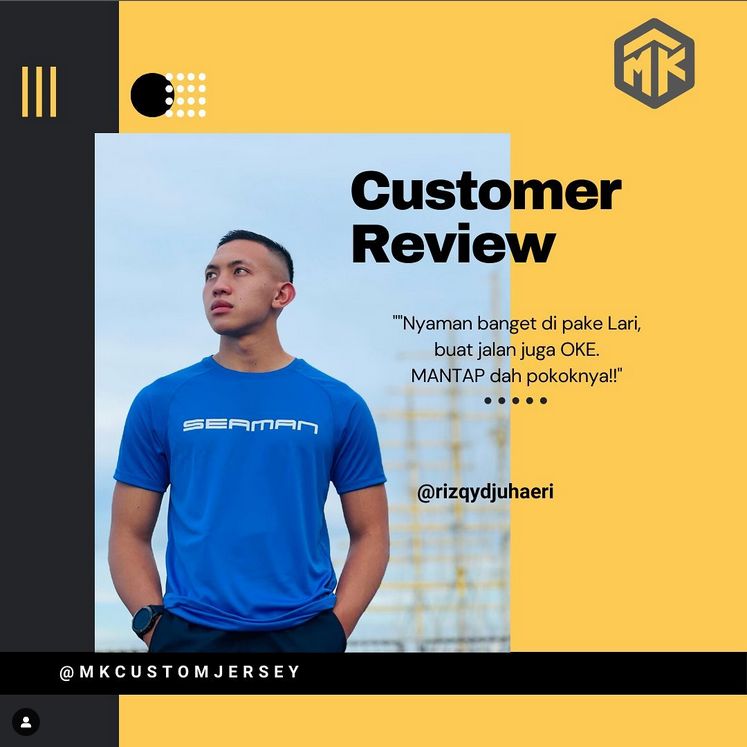 MK
Customer
Review
""Nyaman banget di pake Lari,
buat jalan juga OKE.
MANTAP dah pokoknya!!"
@rizqydjuhaeri
SEAMAN
@MKCUSTOMJERSEY